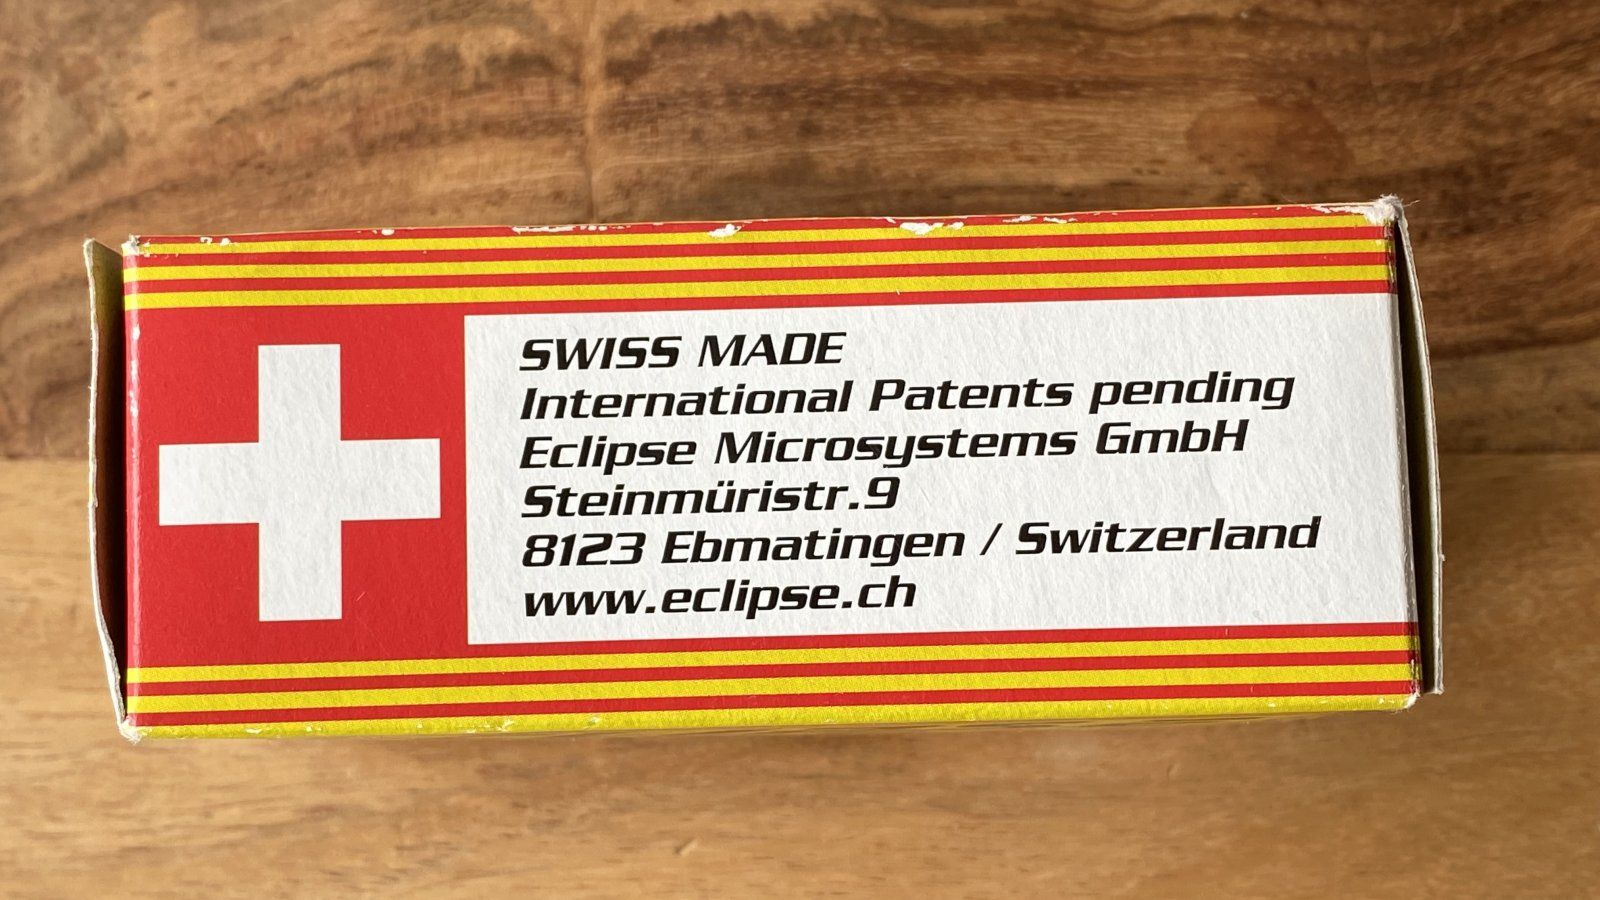 SWISS MADE
International Patents pending
Eclipse Microsystems GmbH
Steinmüristr.9
8123 Ebmatingen / Switzerland
www.eclipse.ch